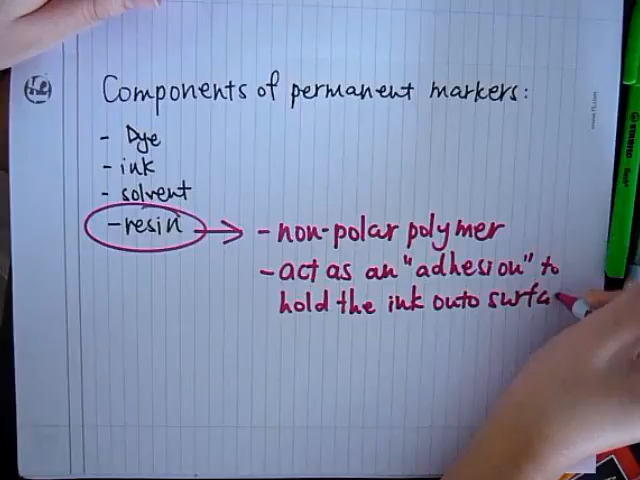 Components of permanent markers:
- Dye
- ink
- solvent
- resin → - non-polar polymer
- act as an "adhesion" to
hold the ink onto surfa